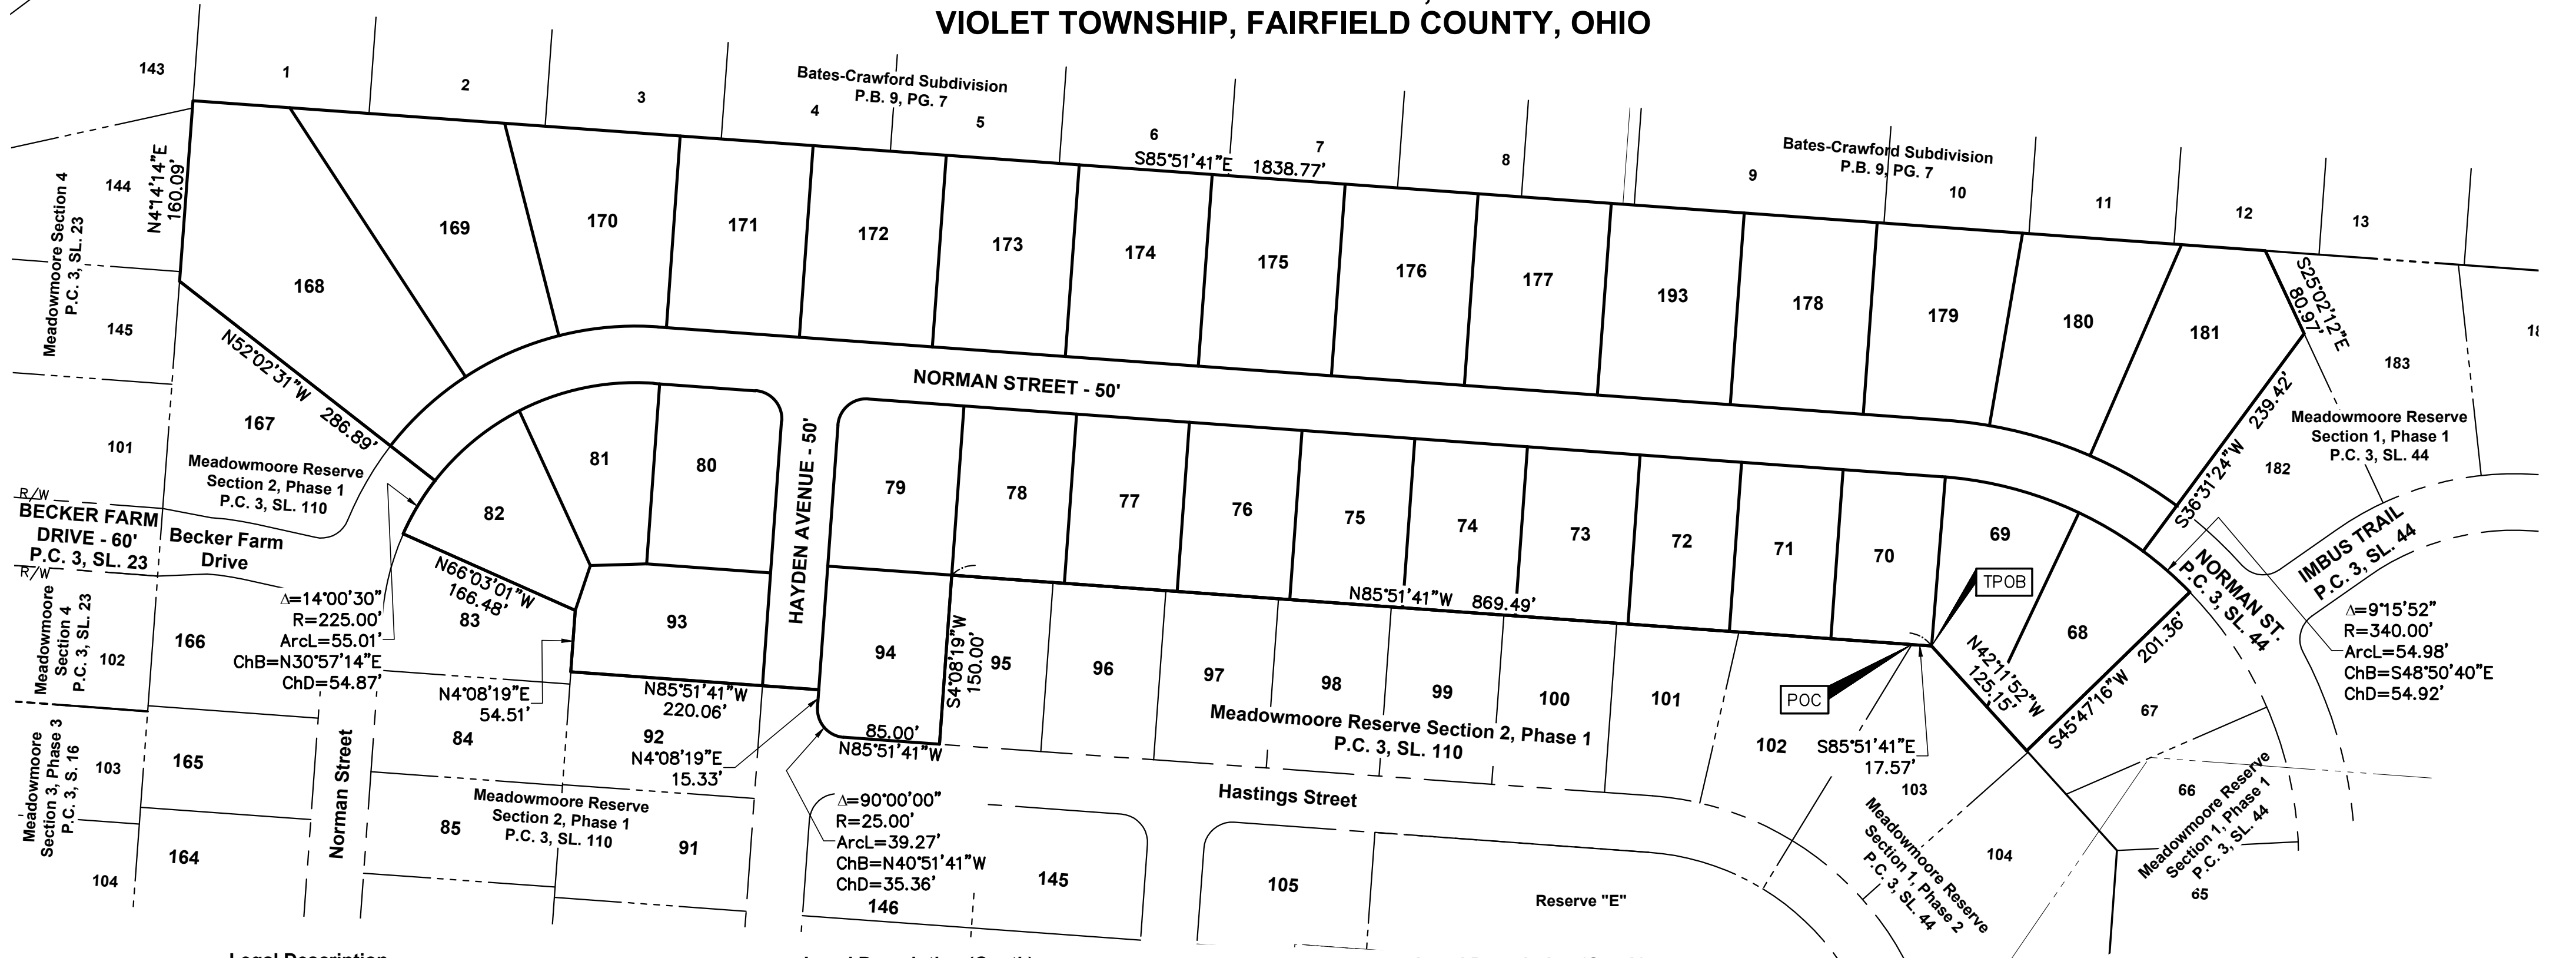 VIOLET TOWNSHIP, FAIRFIELD COUNTY, OHIO
143
1
2
3
4
5
6
7
8
9
10
11
12
13
Bates-Crawford Subdivision
P.B. 9, PG. 7
Bates-Crawford Subdivision
P.B. 9, PG. 7
S85°51'41"E 1838.77'
144
145
101
N4°14'14"E
160.09'
Meadowmoore Section 4
P.C. 3, SL. 23
168
169
170
171
172
173
174
175
176
177
193
178
179
180
181
S25°02'12"E
80.97'
183
182
Meadowmoore Reserve
Section 1, Phase 1
P.C. 3, SL. 44
S36°31'24"W 239.42'
N52°02'31"W 286.89'
167
Meadowmoore Reserve
Section 2, Phase 1
P.C. 3, SL. 110
NORMAN STREET - 50'
HAYDEN AVENUE - 50'
R/W
BECKER FARM
DRIVE - 60'
P.C. 3, SL. 23
R/W
Becker Farm
Drive
82
81
80
79
78
77
76
75
74
73
72
71
70
69
68
TPOB
POC
IMBUS TRAIL
P.C. 3, SL. 44
NORMAN ST.
P.C. 3, SL. 44
Δ=9°15'52"
R=340.00'
ArcL=54.98'
ChB=S48°50'40"E
ChD=54.92'
Δ=14°00'30"
R=225.00'
ArcL=55.01'
ChB=N30°57'14"E
ChD=54.87'
N66°03'01"W
166.48'
83
93
94
N85°51'41"W 869.49'
S4°08'19"W
150.00'
95
96
97
98
99
100
101
102
103
104
N42°11'52"W
125.15'
S45°47'16"W 201.36'
67
66
65
S85°51'41"E
17.57'
Meadowmoore Reserve Section 2, Phase 1
P.C. 3, SL. 110
Meadowmoore
Section 4
P.C. 3, SL. 23
102
166
N4°08'19"E
54.51'
N85°51'41"W
220.06'
N4°08'19"E
15.33'
85.00'
N85°51'41"W
Meadowmoore
Section 3, Phase 3
P.C. 3, S. 16
103
104
165
164
Norman Street
84
85
92
91
Meadowmoore Reserve
Section 2, Phase 1
P.C. 3, SL. 110
Δ=90°00'00"
R=25.00'
ArcL=39.27'
ChB=N40°51'41"W
ChD=35.36'
146
145
105
Hastings Street
Reserve "E"
Meadowmoore Reserve
Section 1, Phase 2
P.C. 3, SL. 44
Meadowmoore Reserve
Section 1, Phase 1
P.C. 3, SL. 44